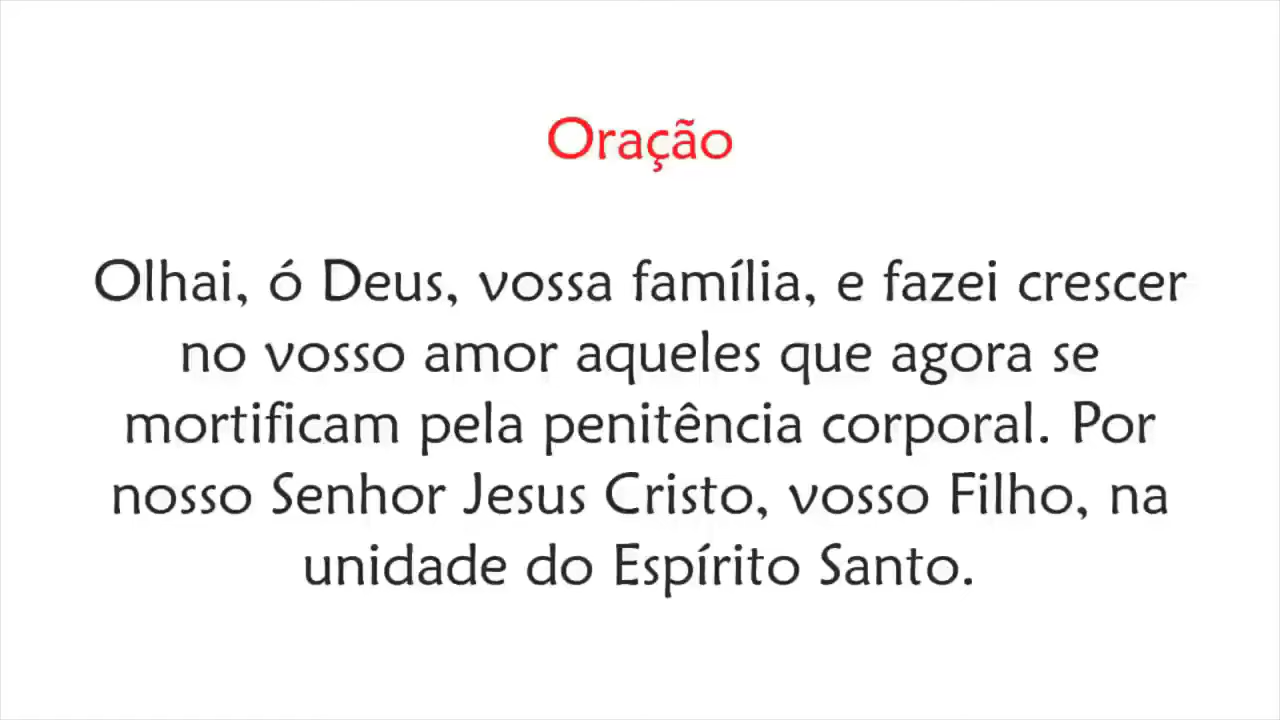 Oração
Olhai, ó Deus, vossa família, e fazei crescer
no vosso amor aqueles que agora se
mortificam pela penitência corporal. Por
nosso Senhor Jesus Cristo, vosso Filho, na
unidade do Espírito Santo.